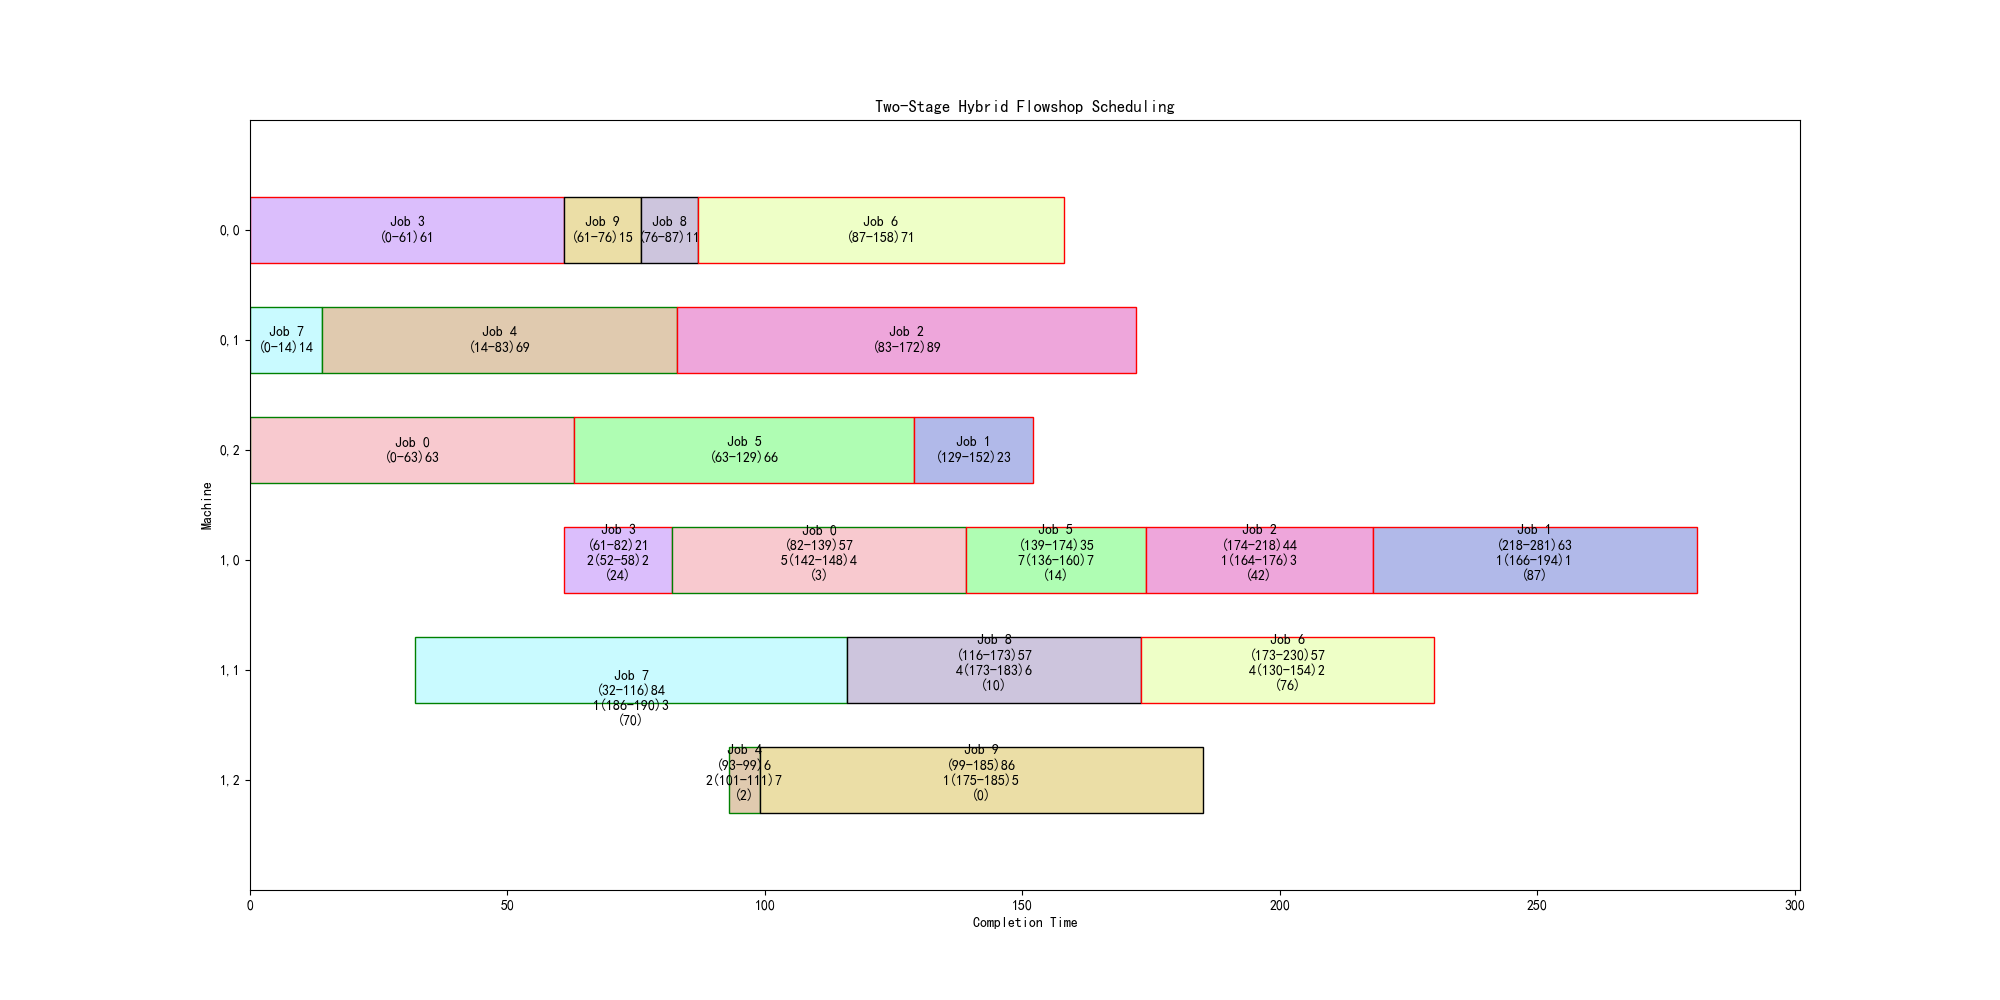 Two-Stage Hybrid Flowshop Scheduling
Machine
0,0
Job 3
(0-61)61
Job 9
(61-76)15
Job 8
(76-87)11
Job 6
(87-158)71
0,1
Job 7
(0-14)14
Job 4
(14-83)69
Job 2
(83-172)89
0,2
Job 0
(0-63)63
Job 5
(63-129)66
Job 1
(129-152)23
1,0
Job 3
(61-82)21
2(52-58)2
(24)
Job 0
(82-139)57
5(142-148)4
(3)
Job 5
(139-174)35
7(136-160)7
(14)
Job 2
(174-218)44
1(164-176)3
(42)
Job 1
(218-281)63
1(166-194)1
(87)
1,1
Job 7
(32-116)84
1(186-190)3
(70)
Job 8
(116-173)57
4(173-183)6
(10)
Job 6
(173-230)57
4(130-154)2
(76)
1,2
Job 4
(93-99)6
2(101-111)7
(2)
Job 9
(99-185)86
1(175-185)5
(0)
0
50
100
150
200
250
300
Completion Time